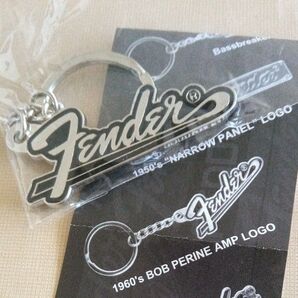 Bassbreaker
Fender
®
1950's "NARROW PANEL" LOGO
Fender
1960's BOB PERINE AMP LOGO